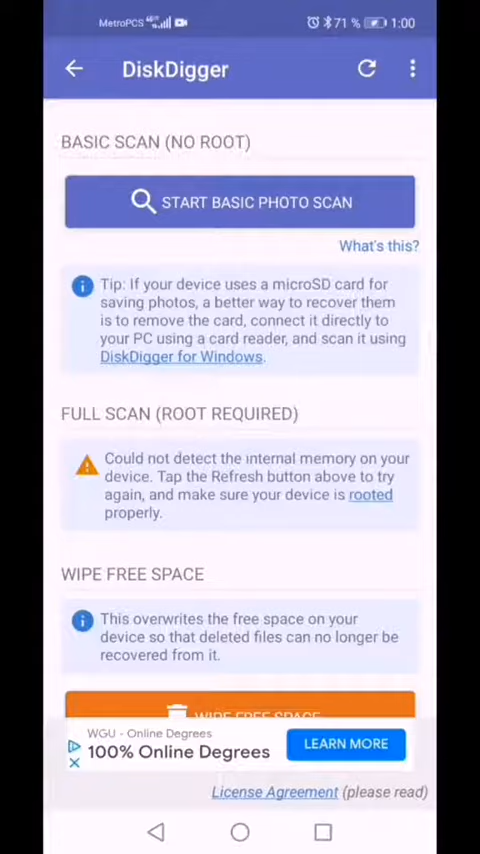 MetroPCS
71 %
1:00
DiskDigger
BASIC SCAN (NO ROOT)
START BASIC PHOTO SCAN
What's this?
Tip: If your device uses a microSD card for
saving photos, a better way to recover them
is to remove the card, connect it directly to
your PC using a card reader, and scan it using
DiskDigger for Windows.
FULL SCAN (ROOT REQUIRED)
Could not detect the internal memory on your
device. Tap the Refresh button above to try
again, and make sure your device is rooted
properly.
WIPE FREE SPACE
This overwrites the free space on your
device so that deleted files can no longer be
recovered from it.
WIPE FREE SPACE
WGU - Online Degrees
100% Online Degrees
LEARN MORE
License Agreement (please read)